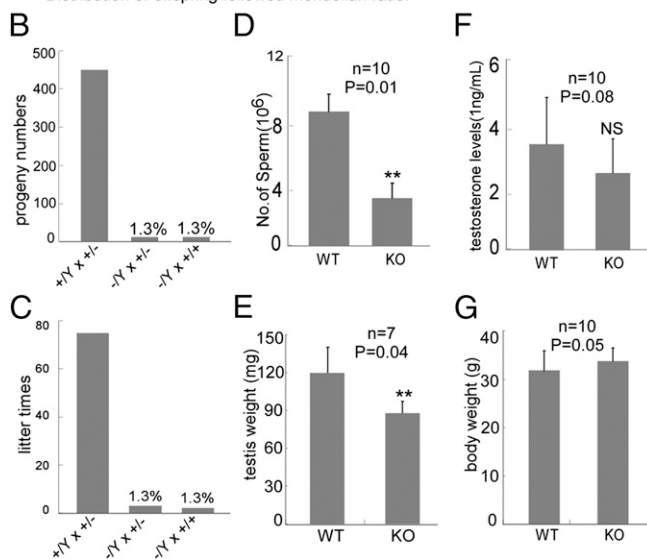 B
500
400
300
200
100
0
progeny numbers
1.3%
1.3%
+/Y x +/-
-/Y x +/-
-/Y x +/+
D
12
8
4
0
No.of Sperm(10⁶)
n=10
P=0.01
**
WT
KO
F
6
4
2
0
testosterone levels(1ng/mL)
n=10
P=0.08
NS
WT
KO
C
80
60
40
20
0
litter times
1.3%
1.3%
+/Y x +/-
-/Y x +/-
-/Y x +/+
E
150
120
90
60
30
0
testis weight (mg)
n=7
P=0.04
**
WT
KO
G
40
30
20
10
0
body weight (g)
n=10
P=0.05
WT
KO